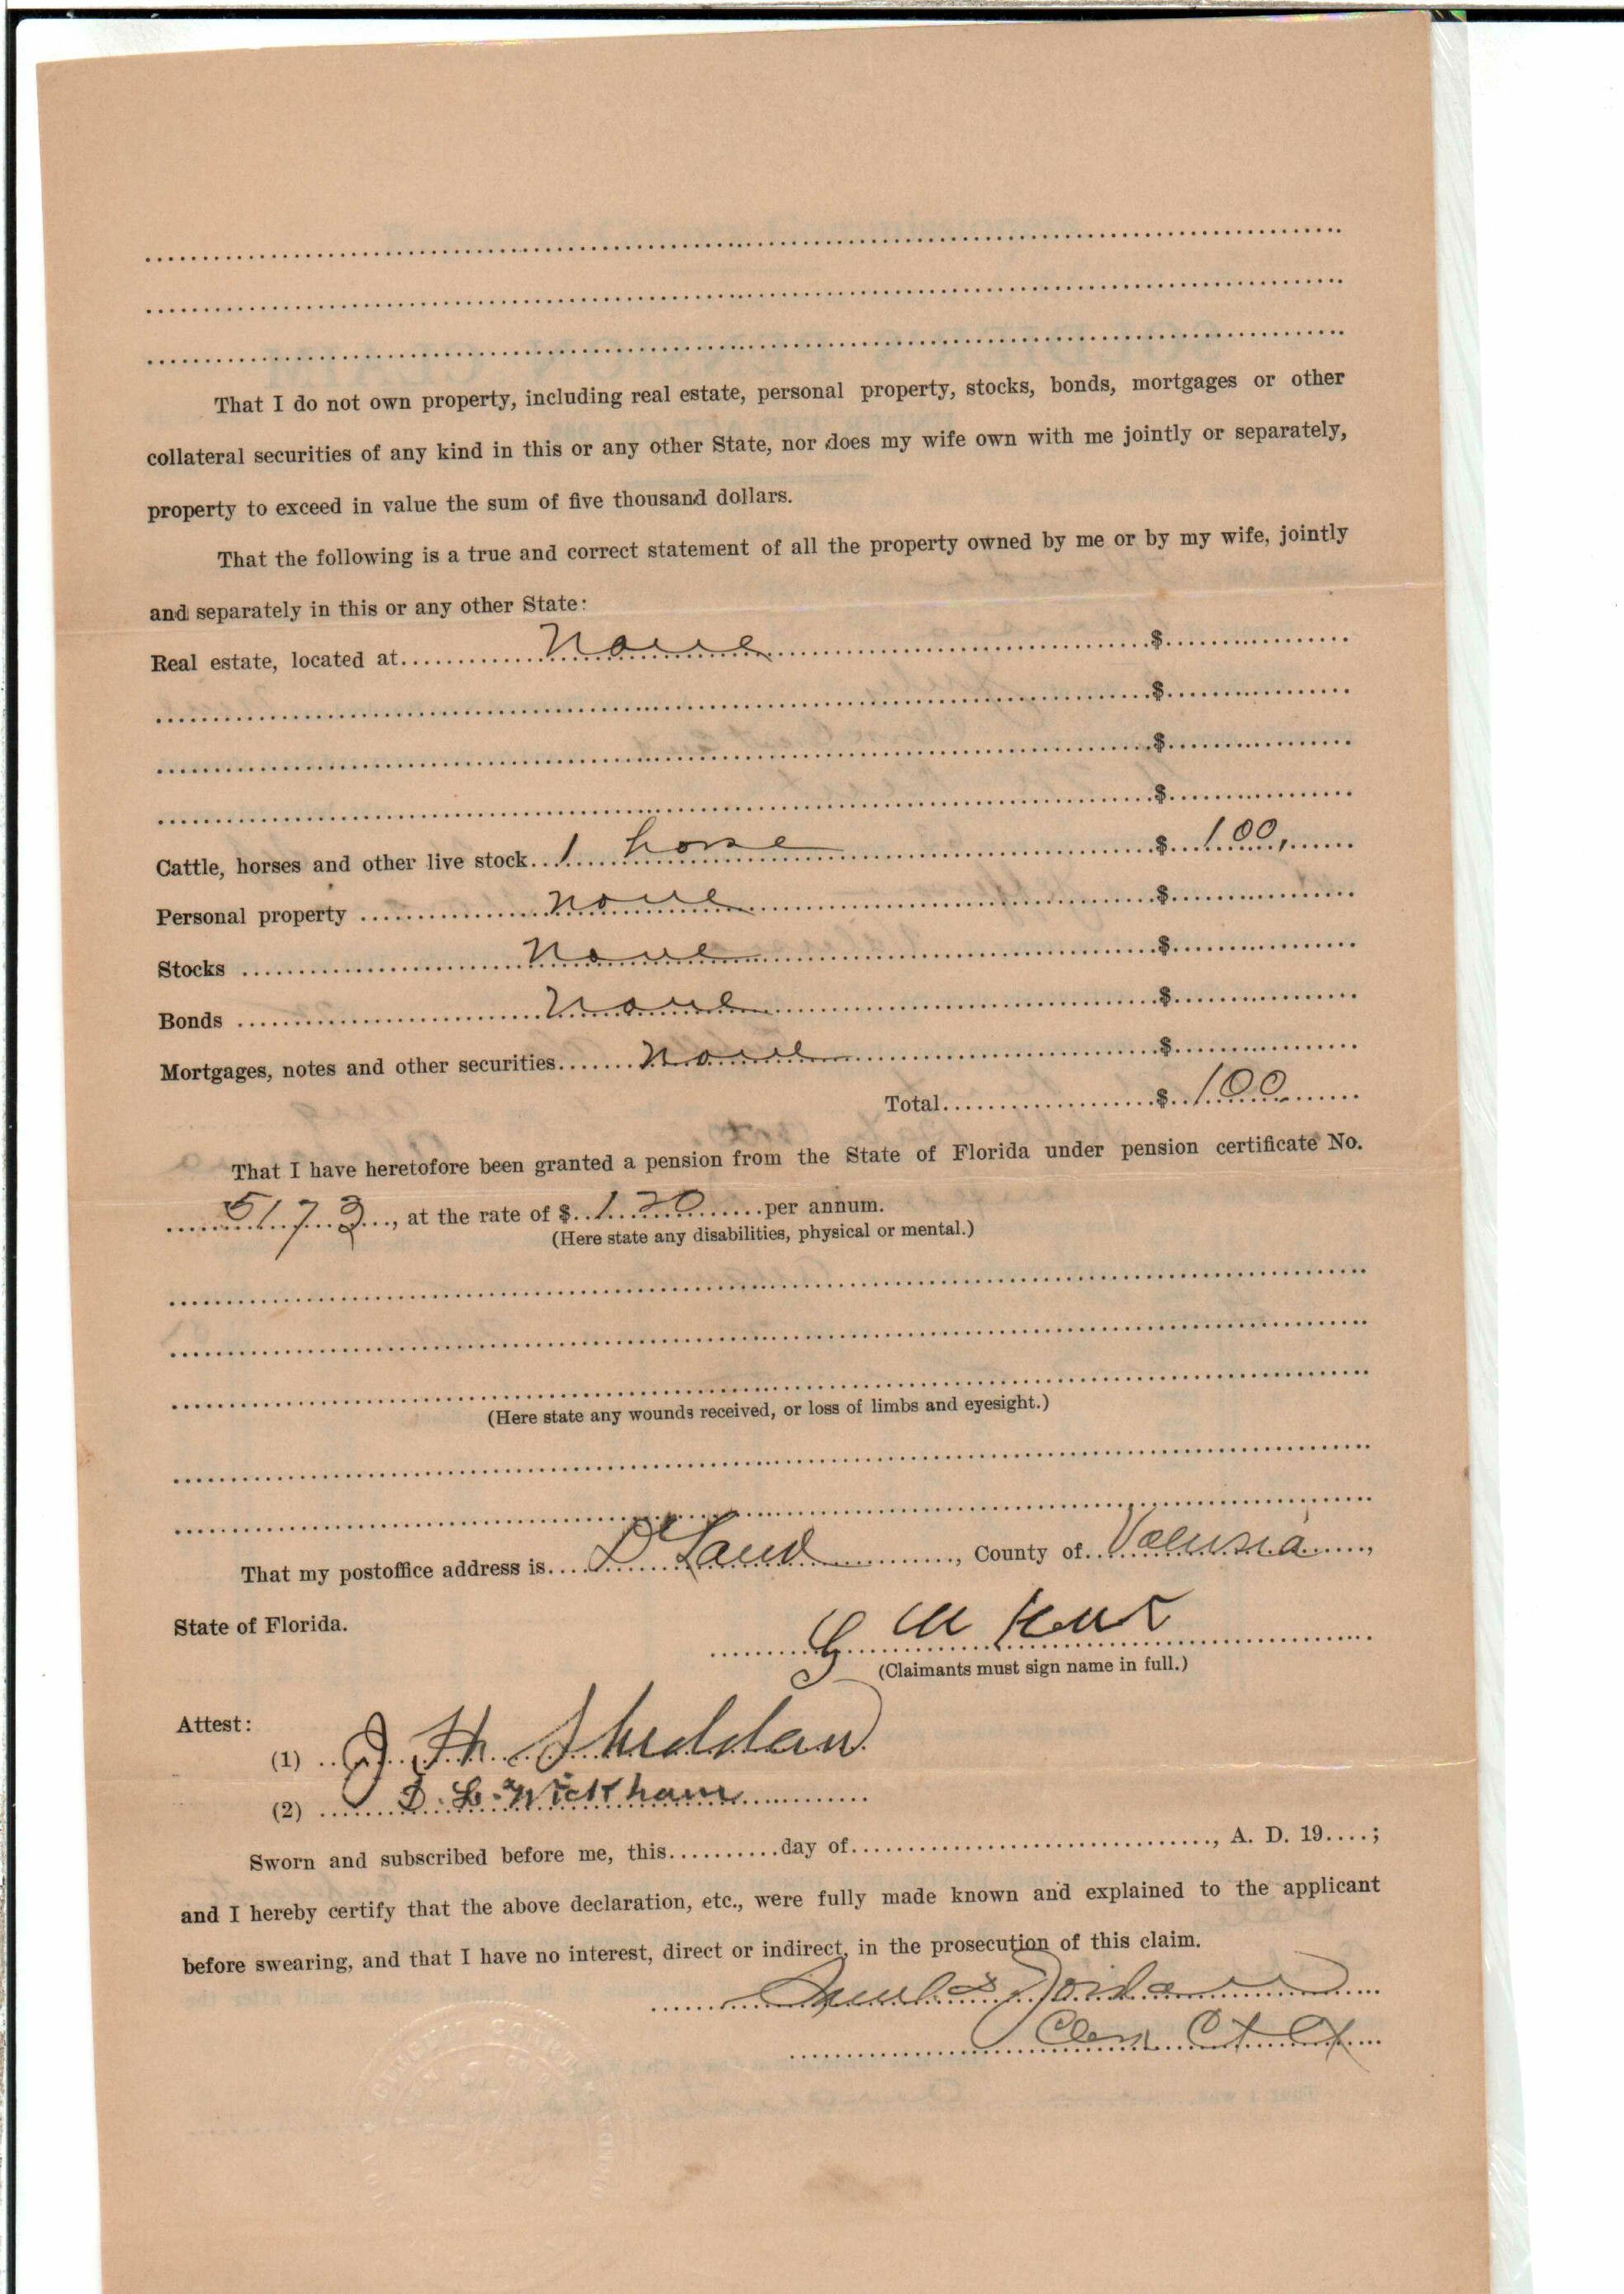 That I do not own property, including real estate, personal property, stocks, bonds, mortgages or other
collateral securities of any kind in this or any other State, nor does my wife own with me jointly or separately,
property to exceed in value the sum of five thousand dollars.
That the following is a true and correct statement of all the property owned by me or by my wife, jointly
and separately in this or any other State:
Real estate, located at None $
$
$
$
Cattle, horses and other live stock 1 horse $ 100,
Personal property none $
Stocks None $
Bonds None $
Mortgages, notes and other securities None $
Total $ 100
That I have heretofore been granted a pension from the State of Florida under pension certificate No.
5173, at the rate of $ 120 per annum.
(Here state any disabilities, physical or mental.)
(Here state any wounds received, or loss of limbs and eyesight.)
That my postoffice address is DeLand, County of Volusia,
State of Florida.
G M
(Claimants must sign name in full.)
Attest:
(1) J. H. Sheddan
(2) D. L. Wickham
Sworn and subscribed before me, this day of , A. D. 19 ;
and I hereby certify that the above declaration, etc., were fully made known and explained to the applicant
before swearing, and that I have no interest, direct or indirect, in the prosecution of this claim.
Jordan
Clerk Ct Ct
CIRCUIT COURT